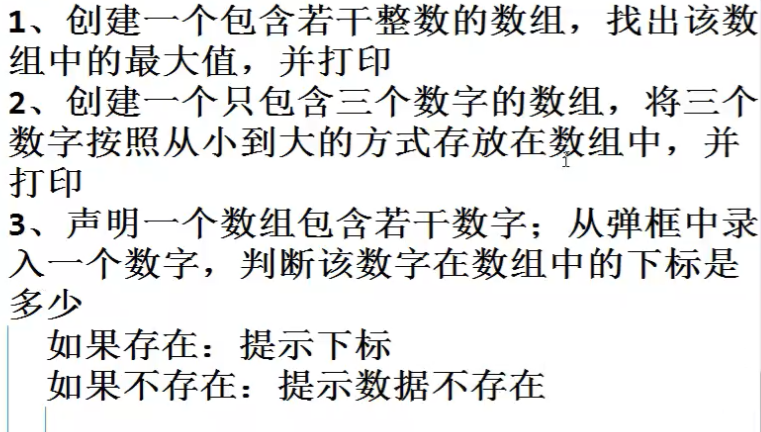 1、创建一个包含若干整数的数组，找出该数
组中的最大值，并打印
2、创建一个只包含三个数字的数组，将三个
数字按照从小到大的方式存放在数组中，并
打印
3、声明一个数组包含若干数字；从弹框中录
入一个数字，判断该数字在数组中的下标是
多少
如果存在：提示下标
如果不存在：提示数据不存在